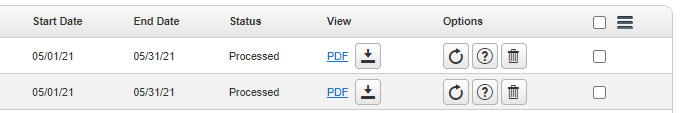 Start Date End Date Status View Options
05/01/21 05/31/21 Processed PDF
05/01/21 05/31/21 Processed PDF